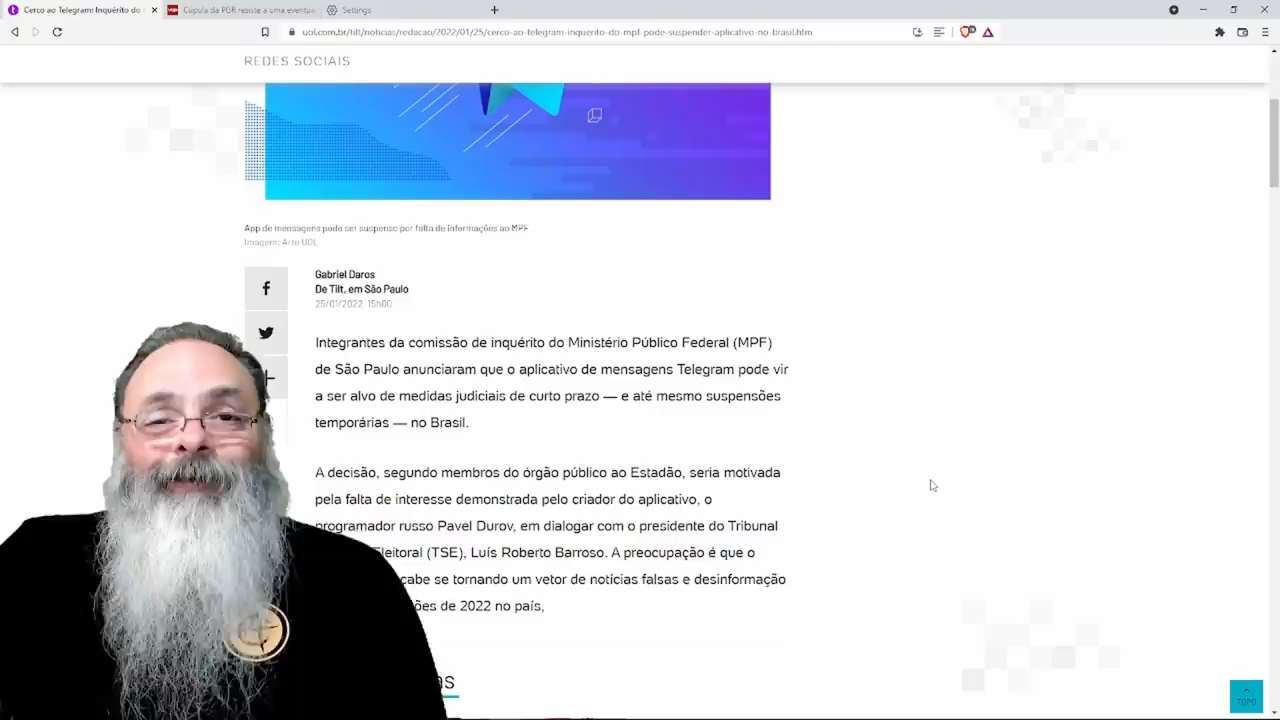 Cerco ao Telegram: Inquérito do
Cúpula da PGR resiste a uma eventua
Settings
uol.com.br/tilt/noticias/redacao/2022/01/25/cerco-ao-telegram-inquerito-do-mpf-pode-suspender-aplicativo-no-brasil.htm
REDES SOCIAIS
App de mensagens pode ser suspenso por falta de informações ao MPF
Imagem: Arte UOL
Gabriel Daros
De Tilt, em São Paulo
25/01/2022 15h00
Integrantes da comissão de inquérito do Ministério Público Federal (MPF)
de São Paulo anunciaram que o aplicativo de mensagens Telegram pode vir
a ser alvo de medidas judiciais de curto prazo — e até mesmo suspensões
temporárias — no Brasil.
A decisão, segundo membros do órgão público ao Estadão, seria motivada
pela falta de interesse demonstrada pelo criador do aplicativo, o
programador russo Pavel Durov, em dialogar com o presidente do Tribunal
Eleitoral (TSE), Luís Roberto Barroso. A preocupação é que o
cabe se tornando um vetor de notícias falsas e desinformação
ões de 2022 no país,
as
TOPO